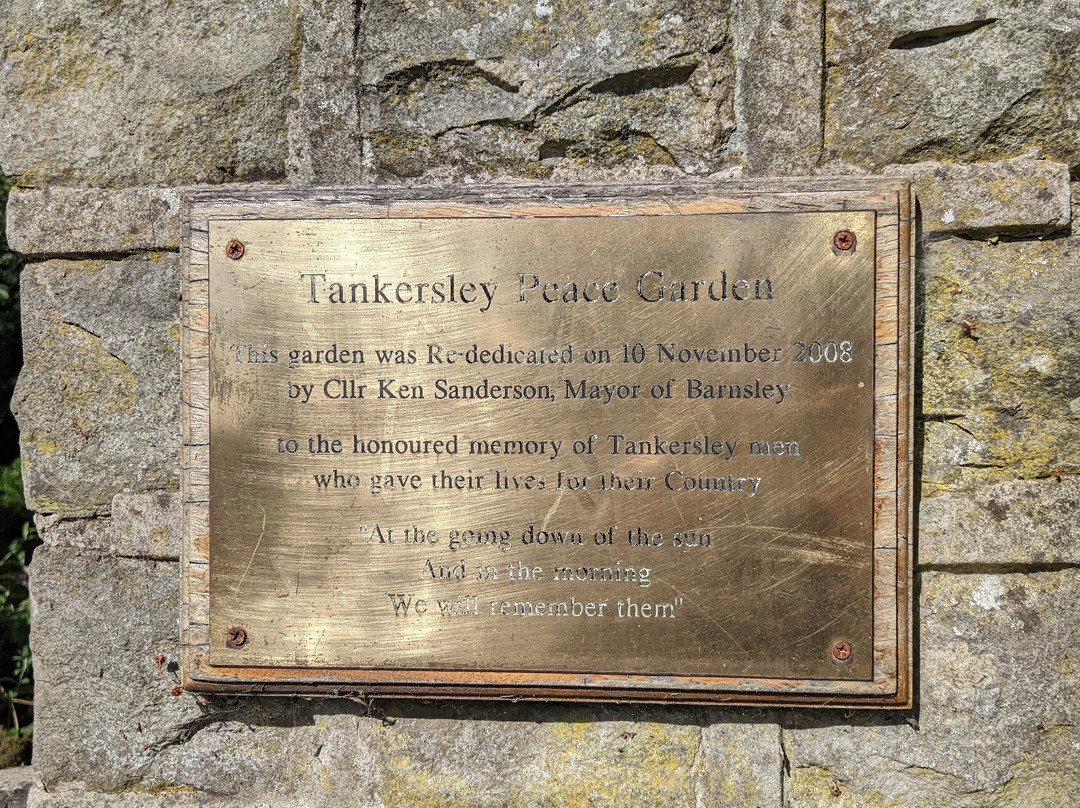 Tankersley Peace Garden
This garden was Re-dedicated on 10 November 2008
by Cllr Ken Sanderson, Mayor of Barnsley
to the honoured memory of Tankersley men
who gave their lives for their Country
"At the going down of the sun
And in the morning
We will remember them"